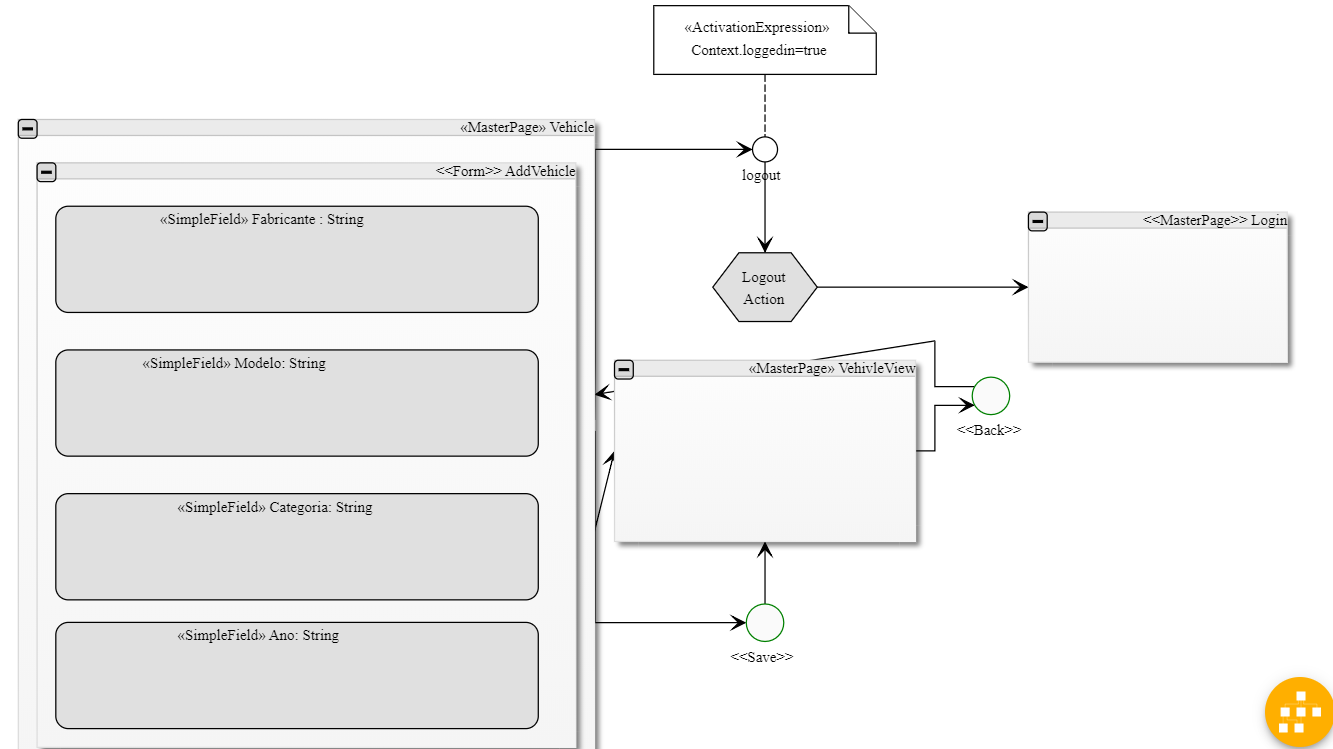 «ActivationExpression»
Context.loggedin=true
«MasterPage» Vehicle
<<Form>> AddVehicle
«SimpleField» Fabricante : String
«SimpleField» Modelo: String
«SimpleField» Categoria: String
«SimpleField» Ano: String
logout
Logout
Action
<<MasterPage>> Login
«MasterPage» VehivleView
<<Back>>
<<Save>>